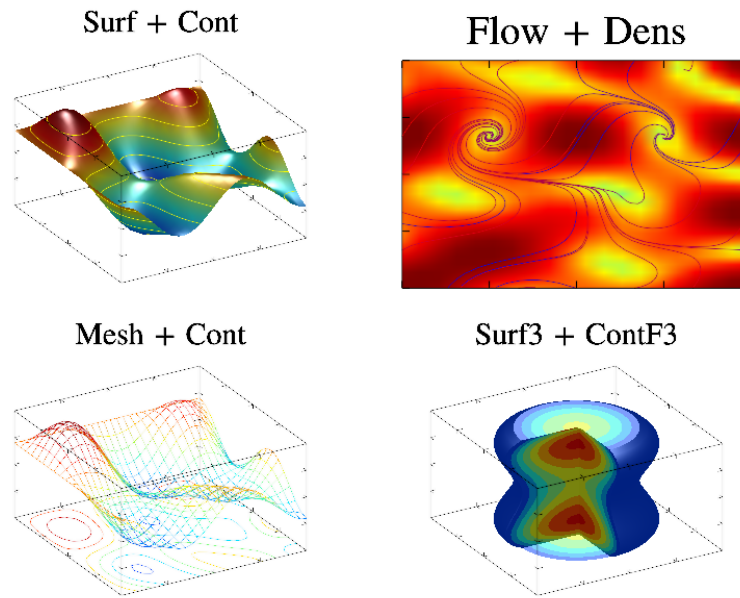 Surf + Cont
Flow + Dens
Mesh + Cont
Surf3 + ContF3